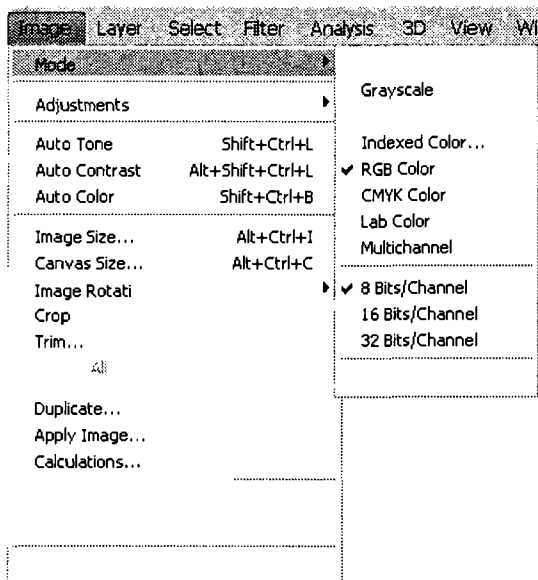 Image Layer Select Filter Analysis 3D View Wi
Mode
Adjustments
Auto Tone Shift+Ctrl+L
Auto Contrast Alt+Shift+Ctrl+L
Auto Color Shift+Ctrl+B
Image Size... Alt+Ctrl+I
Canvas Size... Alt+Ctrl+C
Image Rotati
Crop
Trim...
Duplicate...
Apply Image...
Calculations...
Grayscale
Indexed Color...
✔ RGB Color
CMYK Color
Lab Color
Multichannel
✔ 8 Bits/Channel
16 Bits/Channel
32 Bits/Channel